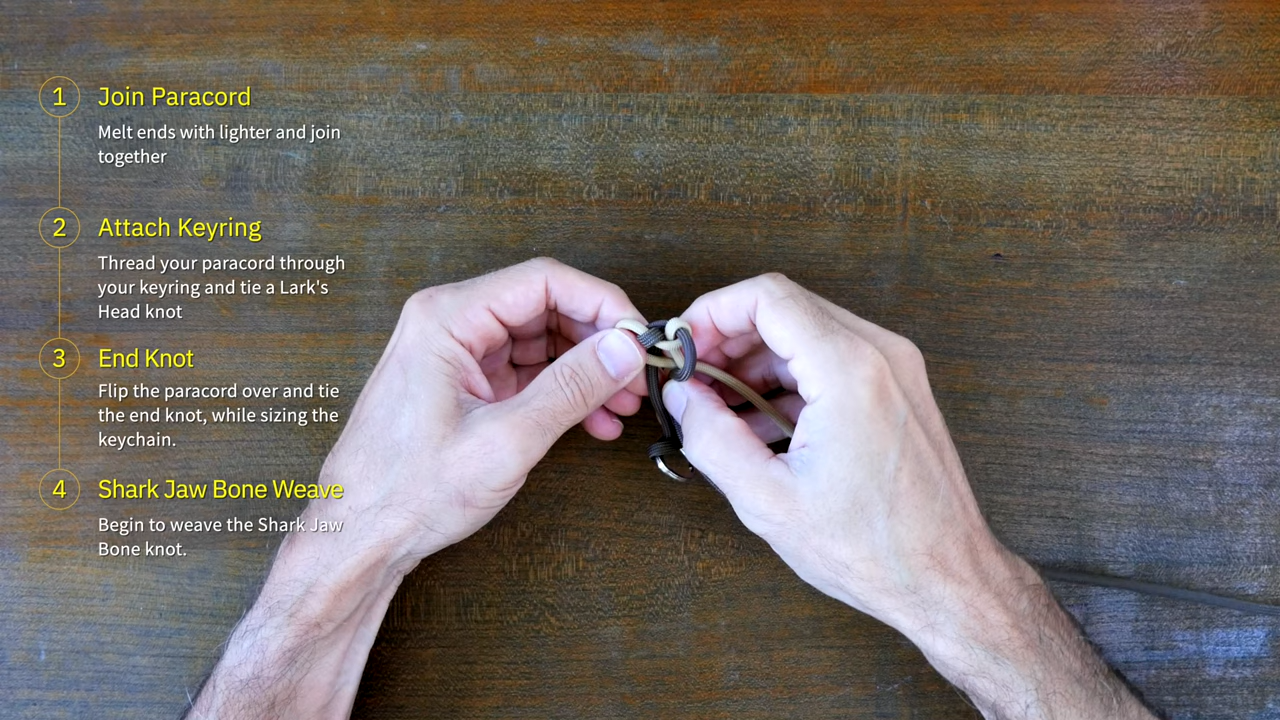 1 Join Paracord
Melt ends with lighter and join
together
2 Attach Keyring
Thread your paracord through
your keyring and tie a Lark's
Head knot
3 End Knot
Flip the paracord over and tie
the end knot, while sizing the
keychain.
4 Shark Jaw Bone Weave
Begin to weave the Shark Jaw
Bone knot.